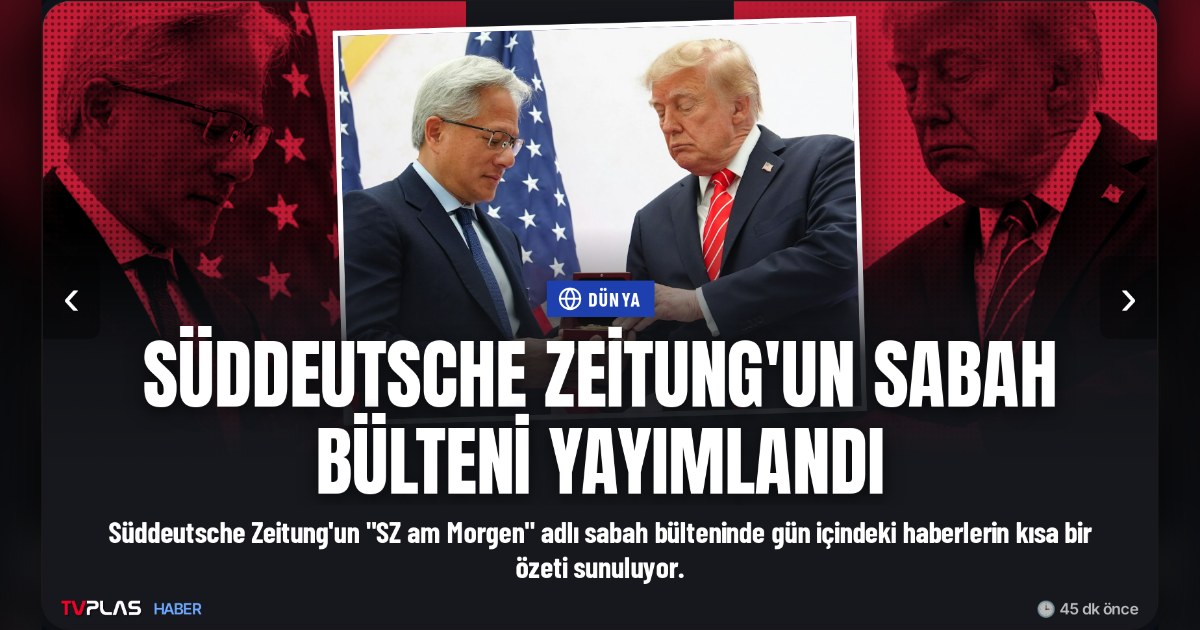 DÜNYA
SÜDDEUTSCHE ZEİTUNG'UN SABAH
BÜLTENİ YAYIMLANDI
Süddeutsche Zeitung'un "SZ am Morgen" adlı sabah bülteninde gün içindeki haberlerin kısa bir
özeti sunuluyor.
TVPLAS HABER
45 dk önce